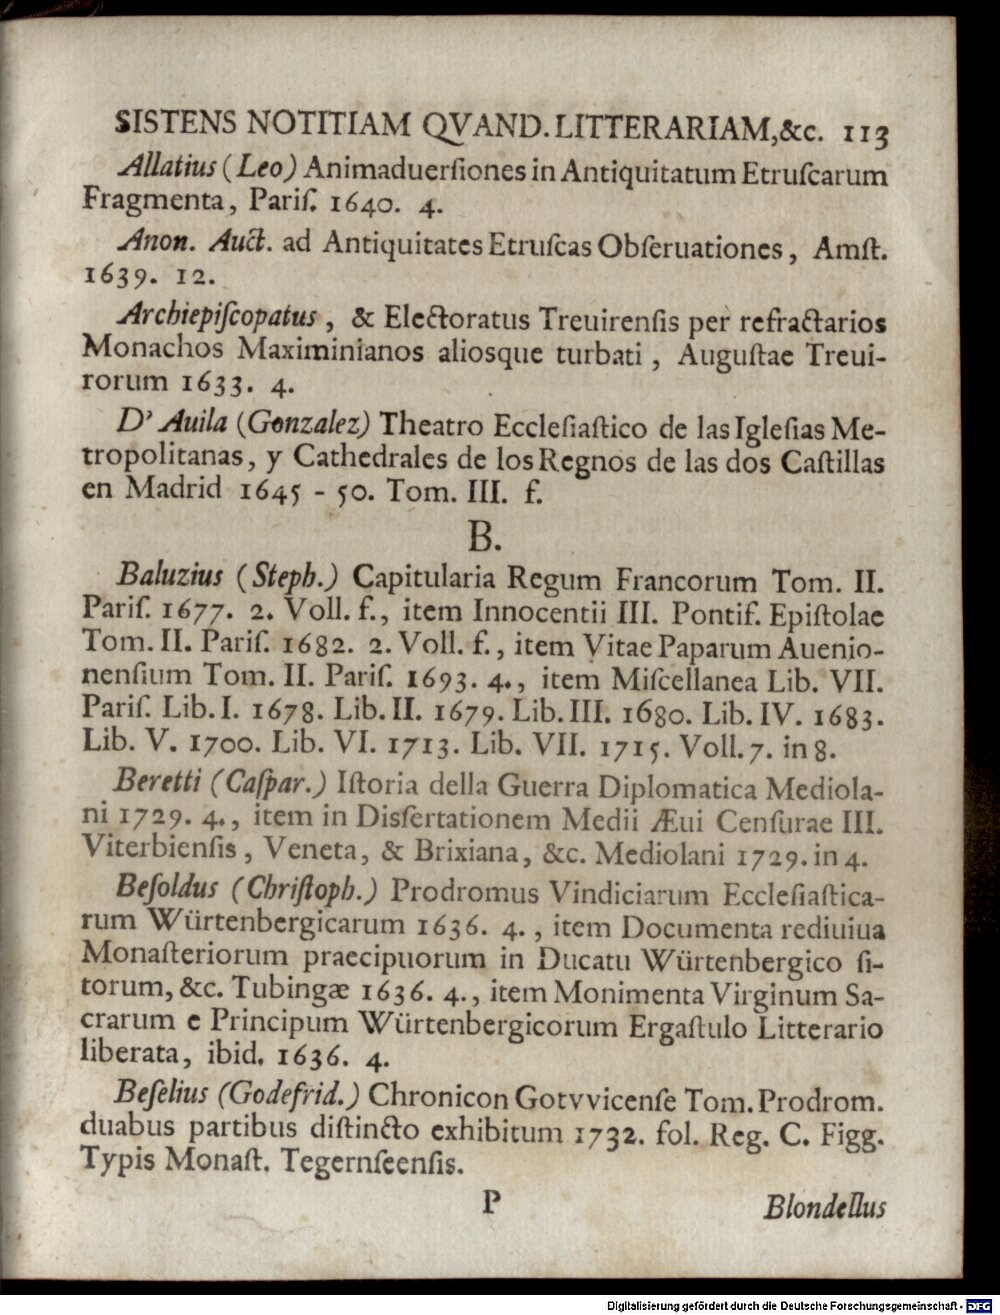 SISTENS NOTITIAM QVAND. LITTERARIAM, &c. 113
Allatius (Leo) Animaduerſiones in Antiquitatum Etruſcarum
Fragmenta, Pariſ. 1640. 4.
Anon. Auct. ad Antiquitates Etruſcas Obſeruationes, Amſt.
1639. 12.
Archiepiſcopatus, & Electoratus Treuirenſis per refractarios
Monachos Maximinianos aliosque turbati, Auguſtae Treui-
rorum 1633. 4.
D' Auila (Gonzalez) Theatro Eccleſiaſtico de las Igleſias Me-
tropolitanas, y Cathedrales de los Regnos de las dos Caſtillas
en Madrid 1645 - 50. Tom. III. f.
B.
Baluzius (Steph.) Capitularia Regum Francorum Tom. II.
Pariſ. 1677. 2. Voll. f., item Innocentii III. Pontif. Epiſtolae
Tom. II. Pariſ. 1682. 2. Voll. f., item Vitae Paparum Auenio-
nenſium Tom. II. Pariſ. 1693. 4., item Miſcellanea Lib. VII.
Pariſ. Lib. I. 1678. Lib. II. 1679. Lib. III. 1680. Lib. IV. 1683.
Lib. V. 1700. Lib. VI. 1713. Lib. VII. 1715. Voll. 7. in 8.
Beretti (Caſpar.) Iſtoria della Guerra Diplomatica Mediola-
ni 1729. 4., item in Diſſertationem Medii Æui Cenſurae III.
Viterbienſis, Veneta, & Brixiana, &c. Mediolani 1729. in 4.
Beſoldus (Chriſtoph.) Prodromus Vindiciarum Eccleſiaſtica-
rum Würtenbergicarum 1636. 4., item Documenta rediuiua
Monaſteriorum praecipuorum in Ducatu Würtenbergico ſi-
torum, &c. Tubingæ 1636. 4., item Monimenta Virginum Sa-
crarum e Principum Würtenbergicorum Ergaſtulo Litterario
liberata, ibid. 1636. 4.
Beſelius (Godefrid.) Chronicon Gotvvicenſe Tom. Prodrom.
duabus partibus diſtincto exhibitum 1732. fol. Reg. C. Figg.
Typis Monaſt. Tegernſeenſis.
P Blondellus
Digitalisierung gefördert durch die Deutsche Forschungsgemeinschaft - DFG